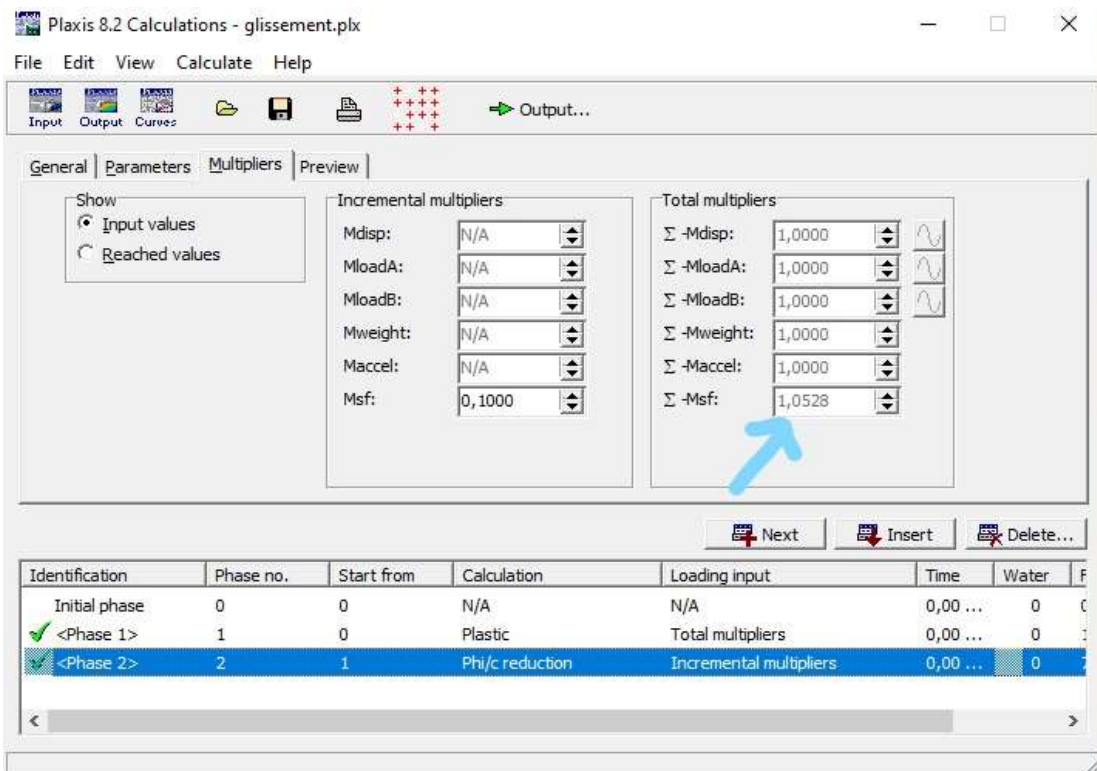 Plaxis 8.2 Calculations - glissement.plx
File Edit View Calculate Help
Input Output Curves Output...
General Parameters Multipliers Preview
Show
Input values
Reached values
Incremental multipliers
Mdisp: N/A
MloadA: N/A
MloadB: N/A
Mweight: N/A
Maccel: N/A
Msf: 0,1000
Total multipliers
Σ -Mdisp: 1,0000
Σ -MloadA: 1,0000
Σ -MloadB: 1,0000
Σ -Mweight: 1,0000
Σ -Maccel: 1,0000
Σ -Msf: 1,0528
Next Insert Delete...
Identification Phase no. Start from Calculation Loading input Time Water F
Initial phase 0 0 N/A N/A 0,00 ... 0
<Phase 1> 1 0 Plastic Total multipliers 0,00 ... 0
<Phase 2> 2 1 Phi/c reduction Incremental multipliers 0,00 ... 0